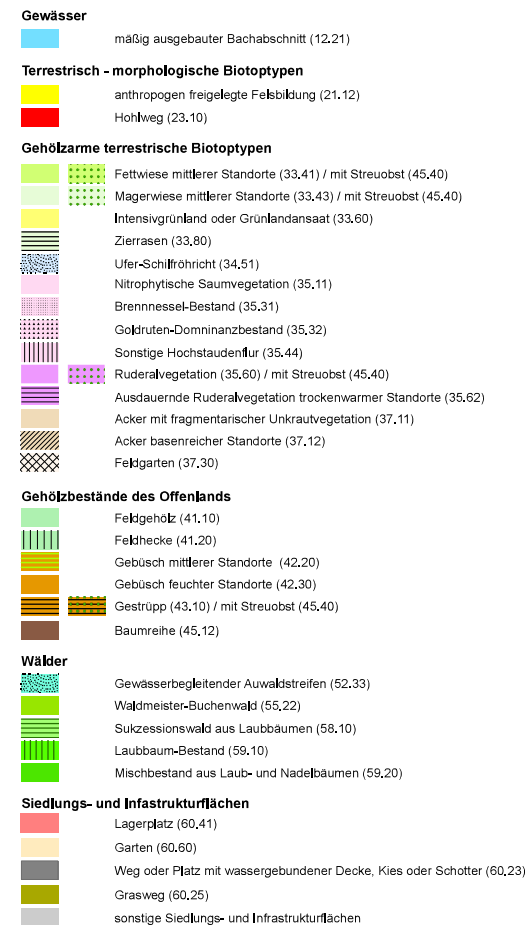 Gewässer
mäßig ausgebauter Bachabschnitt (12.21)
Terrestrisch - morphologische Biotoptypen
anthropogen freigelegte Felsbildung (21.12)
Hohlweg (23.10)
Gehölzarme terrestrische Biotoptypen
Fettwiese mittlerer Standorte (33.41) / mit Streuobst (45.40)
Magerwiese mittlerer Standorte (33.43) / mit Streuobst (45.40)
Intensivgrünland oder Grünlandansaat (33.60)
Zierrasen (33.80)
Ufer-Schilfröhricht (34.51)
Nitrophytische Saumvegetation (35.11)
Brennnessel-Bestand (35.31)
Goldruten-Domninanzbestand (35.32)
Sonstige Hochstaudenflur (35.44)
Ruderalvegetation (35.60) / mit Streuobst (45.40)
Ausdauernde Ruderalvegetation trockenwarmer Standorte (35.62)
Acker mit fragmentarischer Unkrautvegetation (37.11)
Acker basenreicher Standorte (37.12)
Feldgarten (37.30)
Gehölzbestände des Offenlands
Feldgehölz (41.10)
Feldhecke (41.20)
Gebüsch mittlerer Standorte (42.20)
Gebüsch feuchter Standorte (42.30)
Gestrüpp (43.10) / mit Streuobst (45.40)
Baumreihe (45.12)
Wälder
Gewässerbegleitender Auwaldstreifen (52.33)
Waldmeister-Buchenwald (55.22)
Sukzessionswald aus Laubbäumen (58.10)
Laubbaum-Bestand (59.10)
Mischbestand aus Laub- und Nadelbäumen (59.20)
Siedlungs- und Infastrukturflächen
Lagerplatz (60.41)
Garten (60.60)
Weg oder Platz mit wassergebundener Decke, Kies oder Schotter (60.23)
Grasweg (60.25)
sonstige Siedlungs- und Infrastrukturflächen